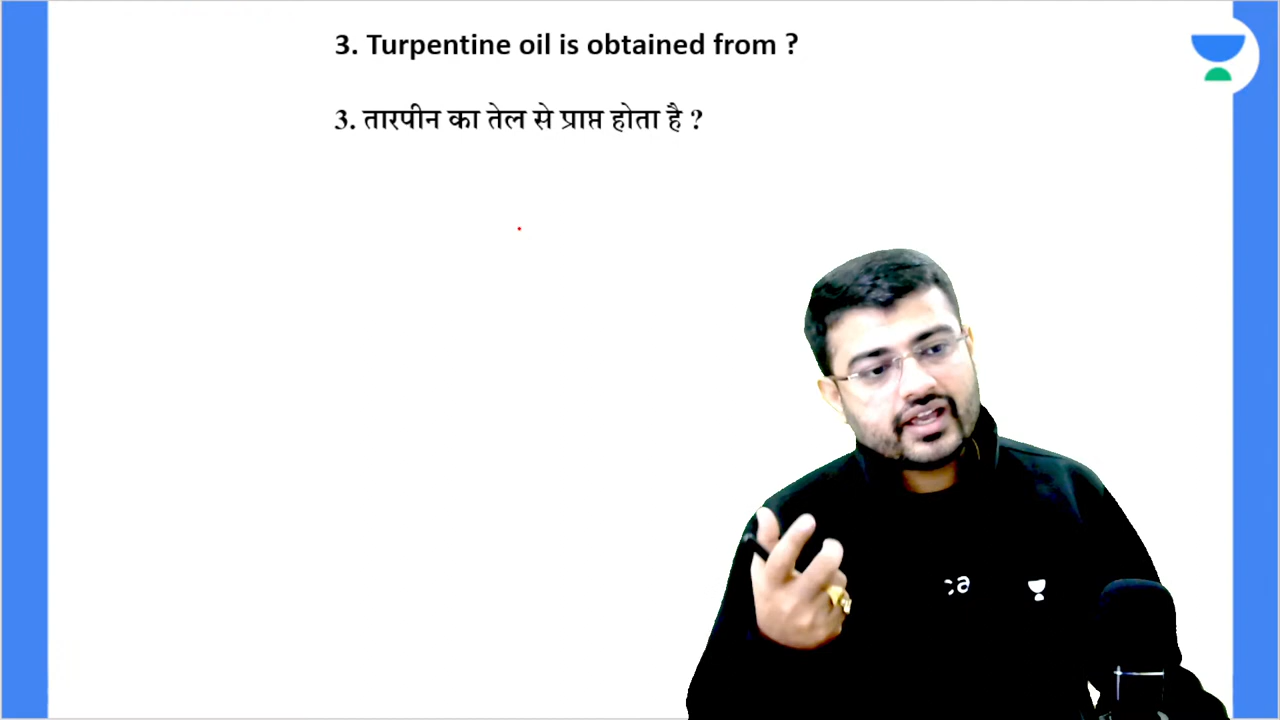 3. Turpentine oil is obtained from ?
3. तारपीन का तेल से प्राप्त होता है ?